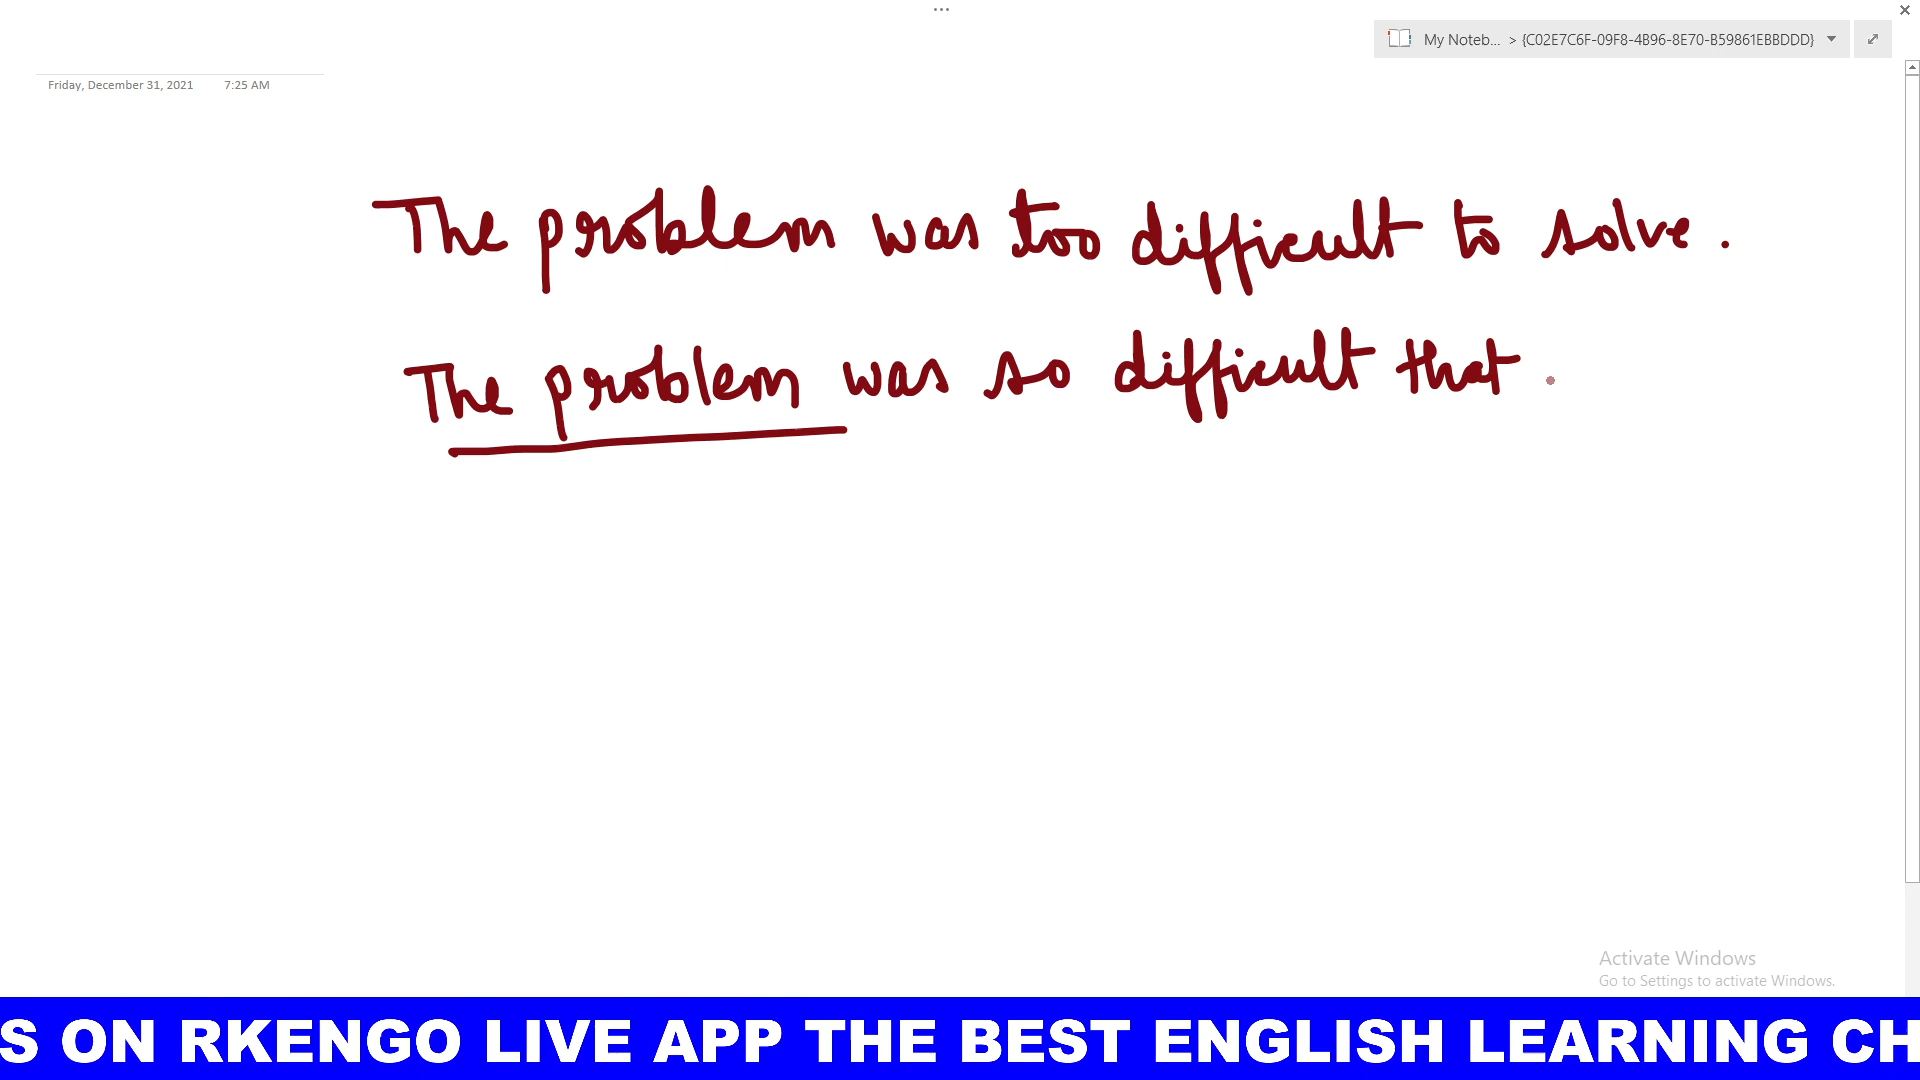 My Noteb... > {C02E7C6F-09F8-4B96-8E70-B59861EBBDDD}
Friday, December 31, 2021 7:25 AM
The problem was too difficult to solve.
The problem was so difficult that
Activate Windows
Go to Settings to activate Windows.
S ON RKENGO LIVE APP THE BEST ENGLISH LEARNING CH